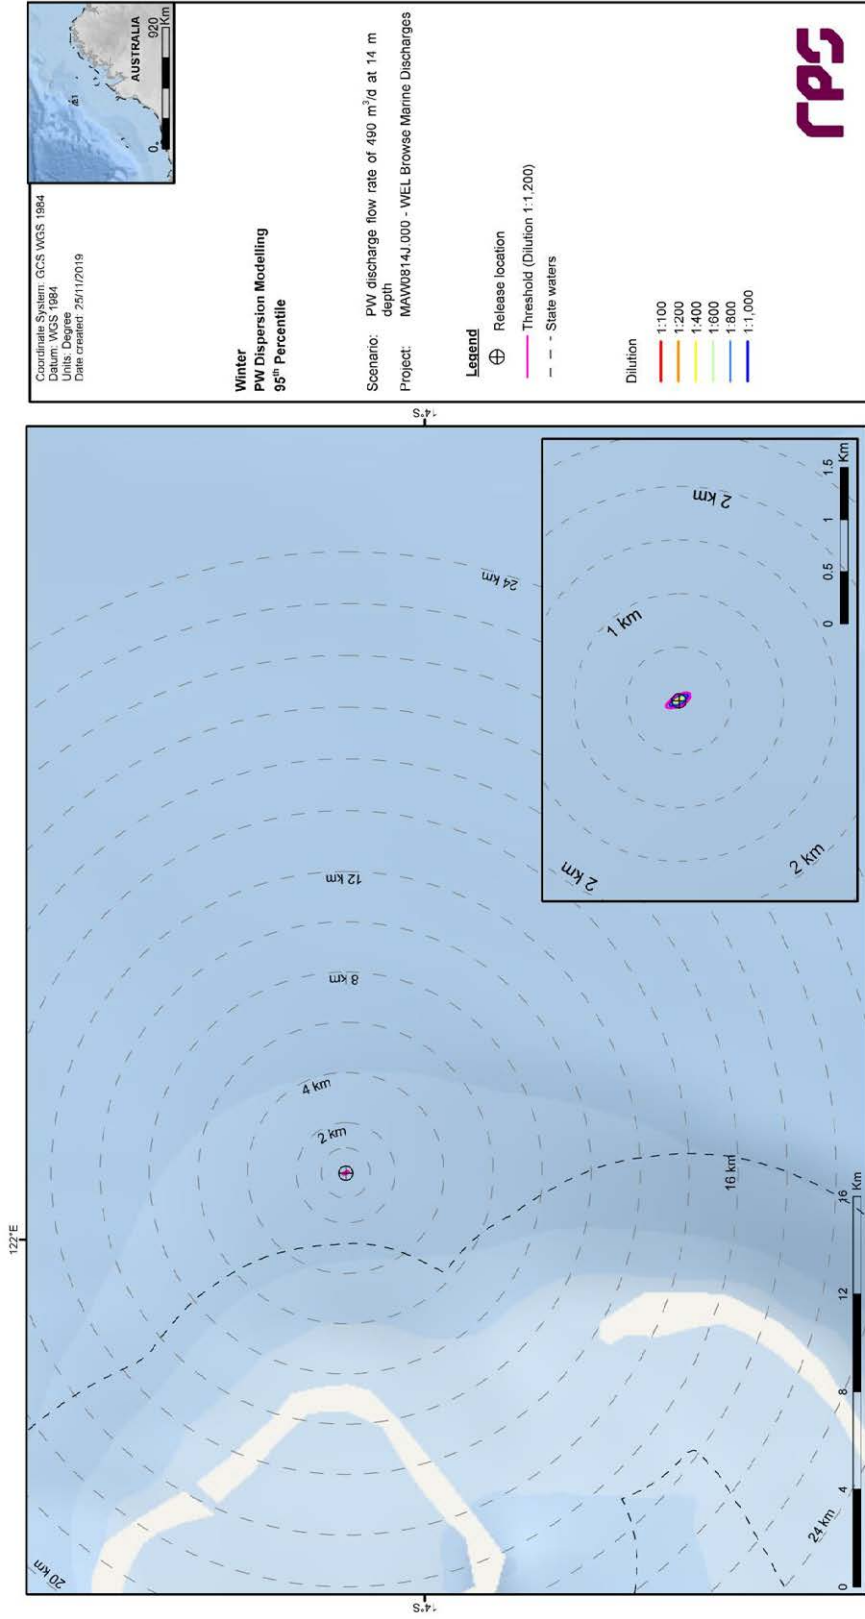 122°E
14°S
14°S
20 km
2 km
4 km
8 km
12 km
24 km
16 km
24 km
0
4
8
12
16
Km
1 km
2 km
2 km
2 km
0
0.5
1
1.5
Km
Coordinate System: GCS WGS 1984
Datum: WGS 1984
Units: Degree
Date created: 25/11/2019
AUSTRALIA
0
920
Km
Winter
PW Dispersion Modelling
95th Percentile
Scenario: PW discharge flow rate of 490 m³/d at 14 m
depth
Project: MAW0814J.000 - WEL Browse Marine Discharges
Legend
Release location
Threshold (Dilution 1:1,200)
State waters
Dilution
1:100
1:200
1:400
1:600
1:800
1:1,000
rps